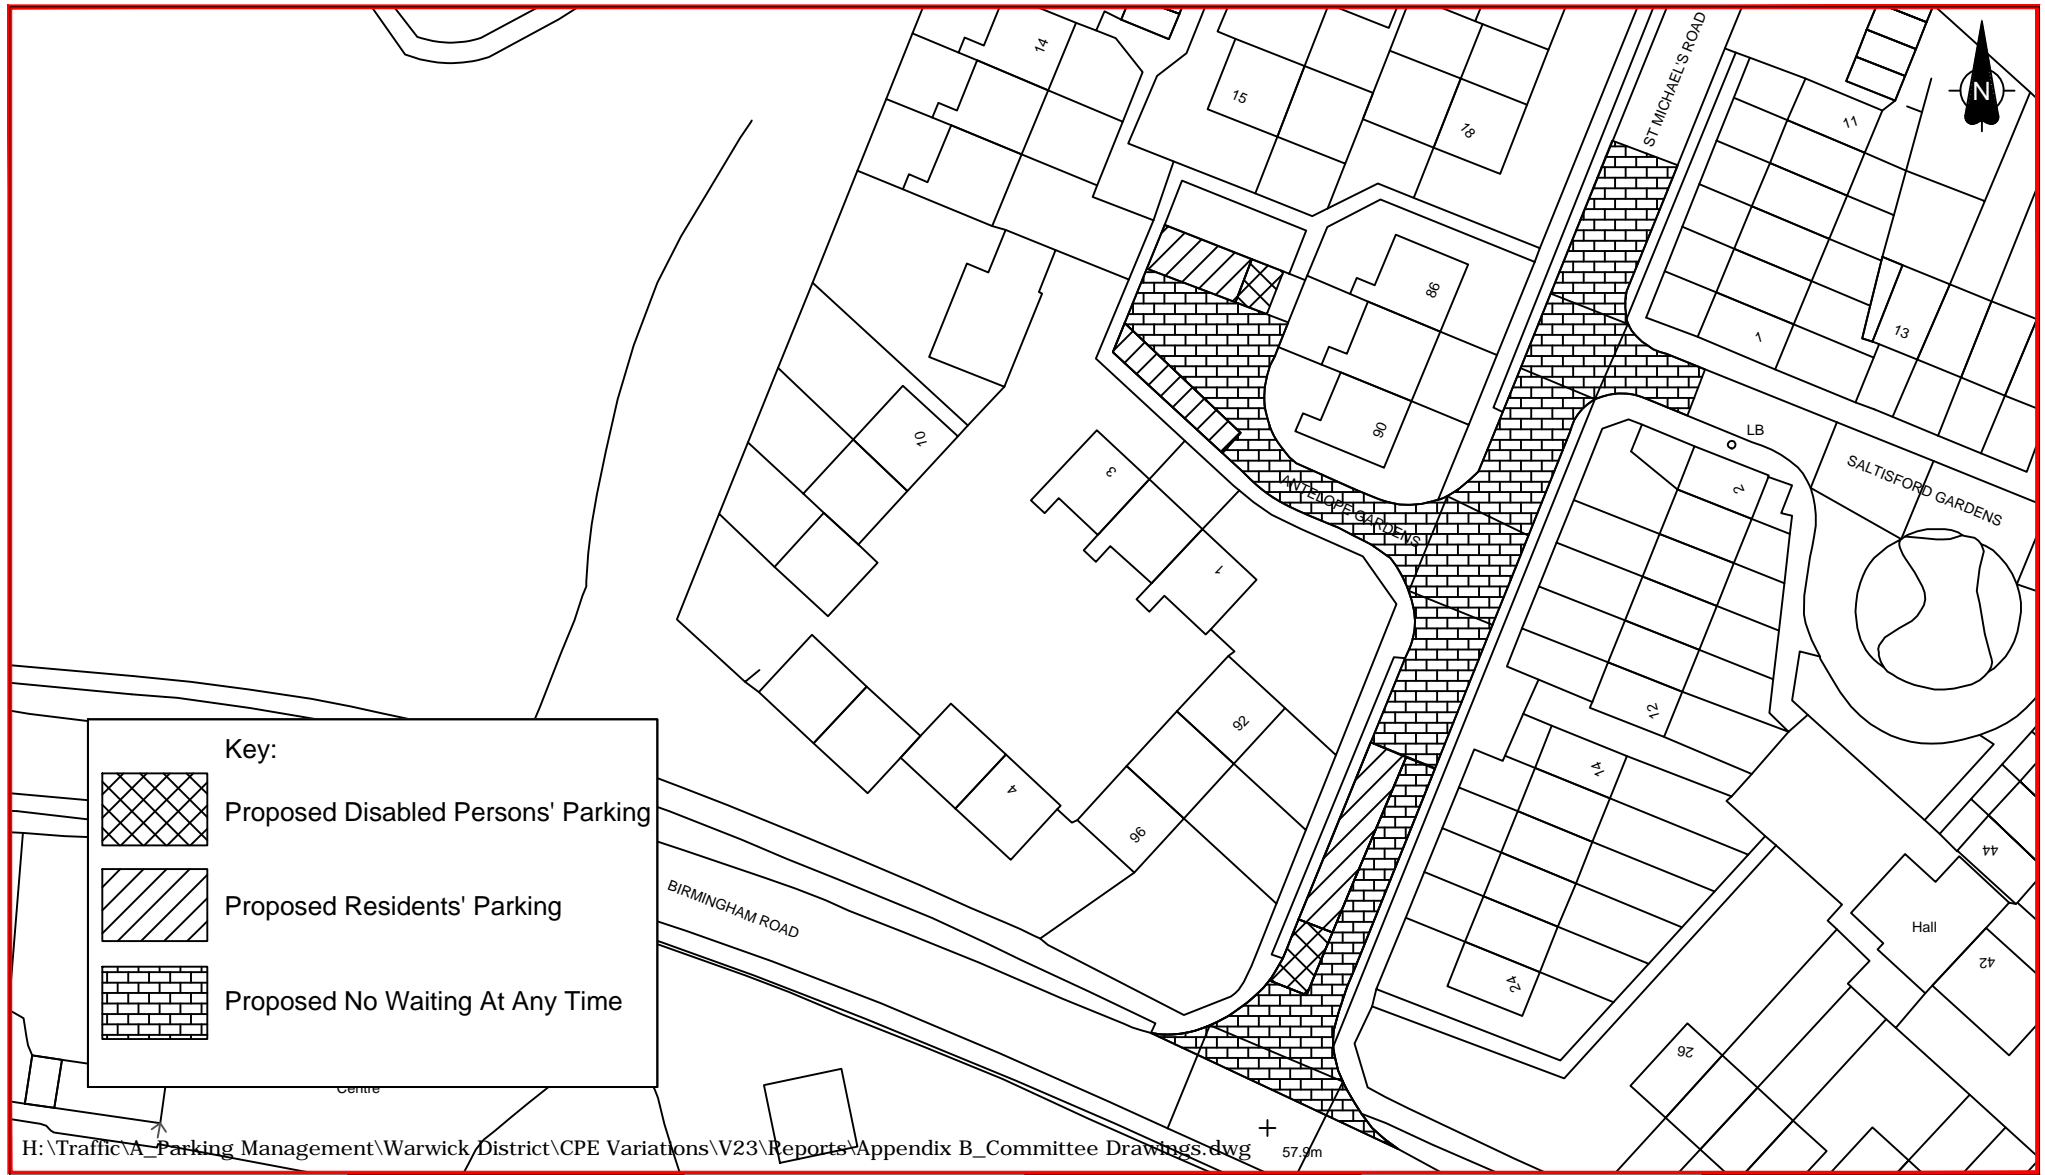 14
15
18
ST MICHAEL'S ROAD
11
N
86
1
13
10
3
90
LB
ANTELOPE GARDENS
2
SALTISFORD GARDENS
1
92
12
4
96
14
Key:
Proposed Disabled Persons' Parking
Proposed Residents' Parking
Proposed No Waiting At Any Time
BIRMINGHAM ROAD
44
Hall
42
24
26
Centre
H:\Traffic\A_Parking Management\Warwick District\CPE Variations\V23\Reports\Appendix B_Committee Drawings.dwg
57.9m